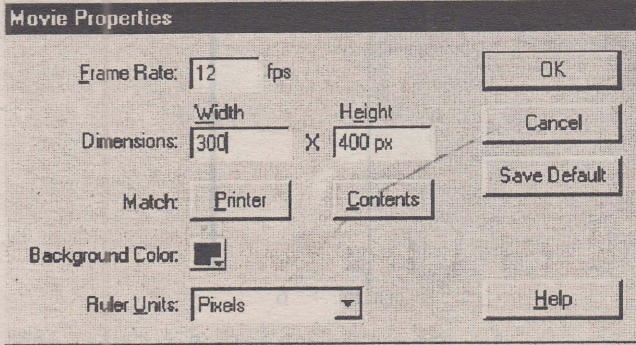 Movie Properties
Frame Rate: 12 fps
OK
Width Height
Dimensions: 300 X 400 px
Cancel
Match: Printer Contents
Save Default
Background Color:
Ruler Units: Pixels
Help